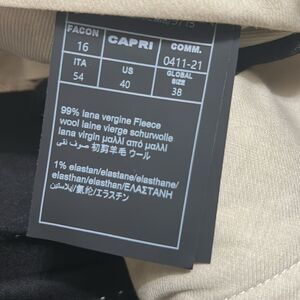 FACON CAPRI COMM.
16 0411-21
ITA US GLOBAL SIZE
54 40 38
99% lana vergine Fleece
wool laine vierge schurwolle
lana virgin μαλλί από μαλλί
初剪羊毛 ウール صوف نقي
1% elastan/elastane/elasthane/
elasthan/elasthan/ΕΛΑΣΤΑΝΗ
/氨纶/エラスチン/إيلاستين